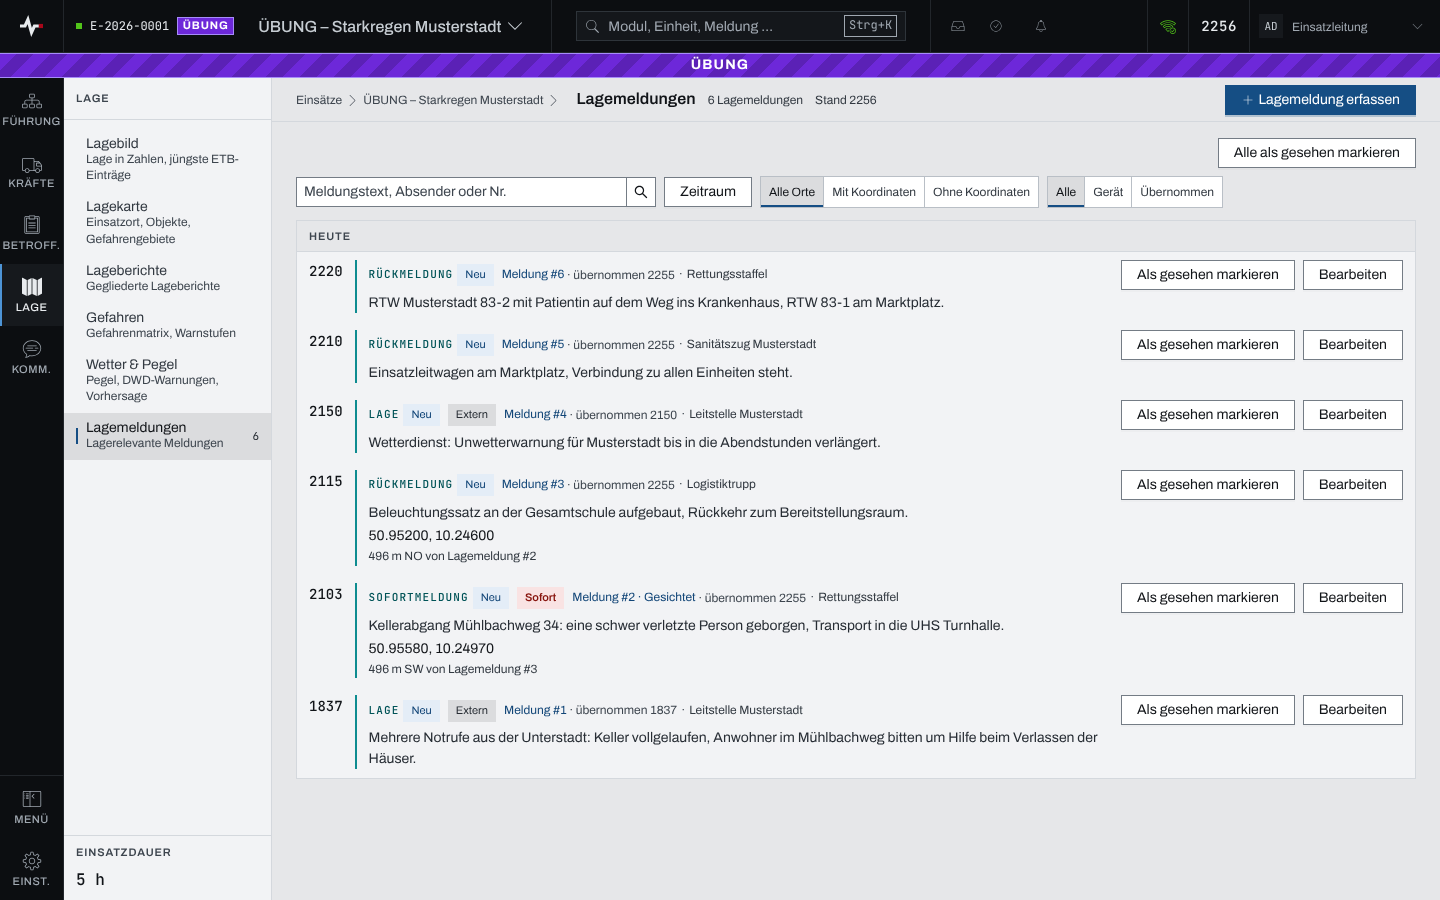 E-2026-0001 ÜBUNG ÜBUNG – Starkregen Musterstadt Modul, Einheit, Meldung ... Strg+K 2256 AD Einsatzleitung
ÜBUNG
FÜHRUNG
KRÄFTE
BETROFF.
LAGE
KOMM.
MENÜ
EINST.
LAGE
Lagebild
Lage in Zahlen, jüngste ETB-
Einträge
Lagekarte
Einsatzort, Objekte,
Gefahrengebiete
Lageberichte
Gegliederte Lageberichte
Gefahren
Gefahrenmatrix, Warnstufen
Wetter & Pegel
Pegel, DWD-Warnungen,
Vorhersage
Lagemeldungen
Lagerelevante Meldungen 6
EINSATZDAUER
5 h
Einsätze ÜBUNG – Starkregen Musterstadt Lagemeldungen 6 Lagemeldungen Stand 2256 + Lagemeldung erfassen
Alle als gesehen markieren
Meldungstext, Absender oder Nr. Zeitraum Alle Orte Mit Koordinaten Ohne Koordinaten Alle Gerät Übernommen
HEUTE
2220 RÜCKMELDUNG Neu Meldung #6 · übernommen 2255 · Rettungsstaffel Als gesehen markieren Bearbeiten
RTW Musterstadt 83-2 mit Patientin auf dem Weg ins Krankenhaus, RTW 83-1 am Marktplatz.
2210 RÜCKMELDUNG Neu Meldung #5 · übernommen 2255 · Sanitätszug Musterstadt Als gesehen markieren Bearbeiten
Einsatzleitwagen am Marktplatz, Verbindung zu allen Einheiten steht.
2150 LAGE Neu Extern Meldung #4 · übernommen 2150 · Leitstelle Musterstadt Als gesehen markieren Bearbeiten
Wetterdienst: Unwetterwarnung für Musterstadt bis in die Abendstunden verlängert.
2115 RÜCKMELDUNG Neu Meldung #3 · übernommen 2255 · Logistiktrupp Als gesehen markieren Bearbeiten
Beleuchtungssatz an der Gesamtschule aufgebaut, Rückkehr zum Bereitstellungsraum.
50.95200, 10.24600
496 m NO von Lagemeldung #2
2103 SOFORTMELDUNG Neu Sofort Meldung #2 · Gesichtet · übernommen 2255 · Rettungsstaffel Als gesehen markieren Bearbeiten
Kellerabgang Mühlbachweg 34: eine schwer verletzte Person geborgen, Transport in die UHS Turnhalle.
50.95580, 10.24970
496 m SW von Lagemeldung #3
1837 LAGE Neu Extern Meldung #1 · übernommen 1837 · Leitstelle Musterstadt Als gesehen markieren Bearbeiten
Mehrere Notrufe aus der Unterstadt: Keller vollgelaufen, Anwohner im Mühlbachweg bitten um Hilfe beim Verlassen der
Häuser.